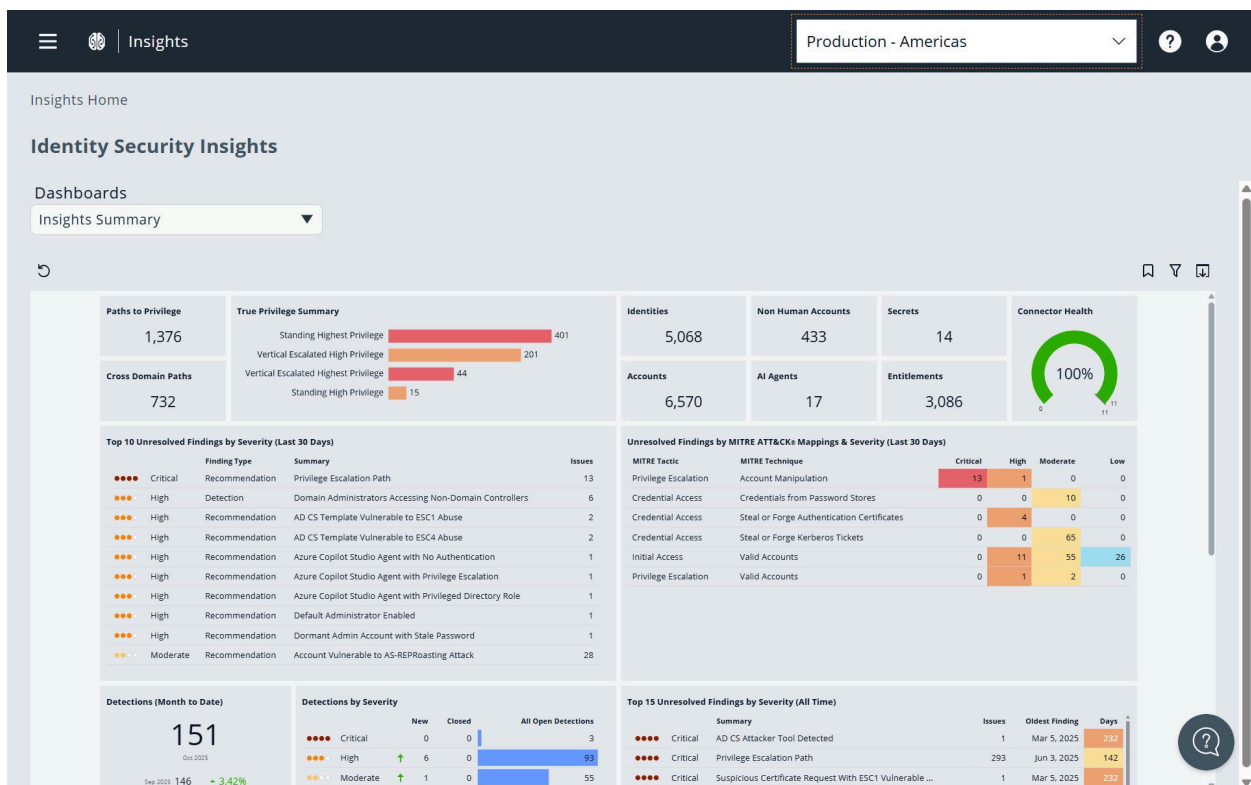 Insights
Production - Americas
Insights Home
Identity Security Insights
Dashboards
Insights Summary
Paths to Privilege
1,376
Cross Domain Paths
732
True Privilege Summary
Standing Highest Privilege 401
Vertical Escalated High Privilege 201
Vertical Escalated Highest Privilege 44
Standing High Privilege 15
Identities
5,068
Non Human Accounts
433
Secrets
14
Accounts
6,570
AI Agents
17
Entitlements
3,086
Connector Health
100%
0 11
11
Top 10 Unresolved Findings by Severity (Last 30 Days)
Finding Type Summary Issues
Critical Recommendation Privilege Escalation Path 13
High Detection Domain Administrators Accessing Non-Domain Controllers 6
High Recommendation AD CS Template Vulnerable to ESC1 Abuse 2
High Recommendation AD CS Template Vulnerable to ESC4 Abuse 2
High Recommendation Azure Copilot Studio Agent with No Authentication 1
High Recommendation Azure Copilot Studio Agent with Privilege Escalation 1
High Recommendation Azure Copilot Studio Agent with Privileged Directory Role 1
High Recommendation Default Administrator Enabled 1
High Recommendation Dormant Admin Account with Stale Password 1
Moderate Recommendation Account Vulnerable to AS-REPRoasting Attack 28
Unresolved Findings by MITRE ATT&CK® Mappings & Severity (Last 30 Days)
MITRE Tactic MITRE Technique Critical High Moderate Low
Privilege Escalation Account Manipulation 13 1 0 0
Credential Access Credentials from Password Stores 0 0 10 0
Credential Access Steal or Forge Authentication Certificates 0 4 0 0
Credential Access Steal or Forge Kerberos Tickets 0 0 65 0
Initial Access Valid Accounts 0 11 55 26
Privilege Escalation Valid Accounts 0 1 2 0
Detections (Month to Date)
151
Oct 2025
Sep 2025 146 3.42%
Detections by Severity
New Closed All Open Detections
Critical 0 0 3
High 6 0 93
Moderate 1 0 55
Top 15 Unresolved Findings by Severity (All Time)
Summary Issues Oldest Finding Days
Critical AD CS Attacker Tool Detected 1 Mar 5, 2025 232
Critical Privilege Escalation Path 293 Jun 3, 2025 142
Critical Suspicious Certificate Request With ESC1 Vulnerable ... 1 Mar 5, 2025 232